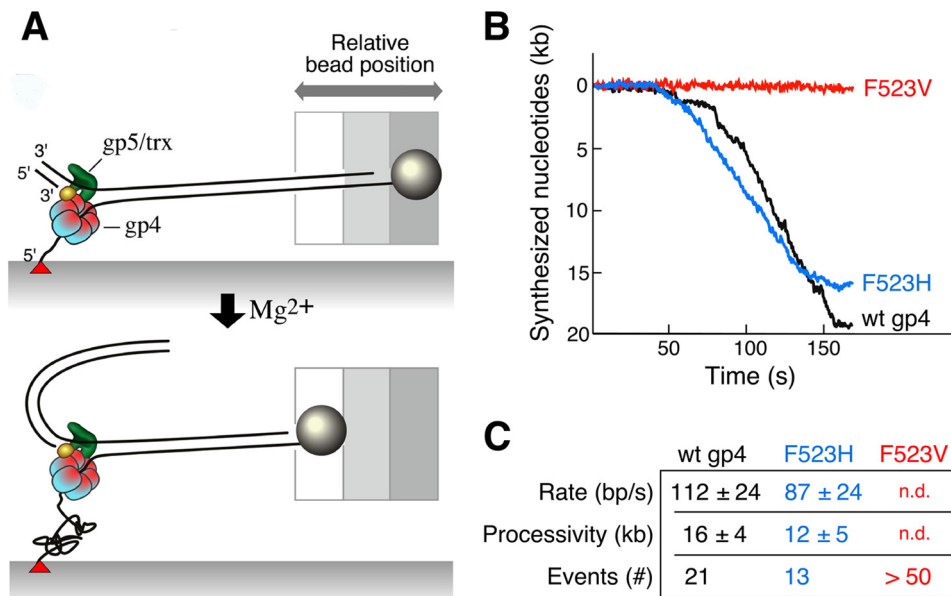 A
Relative
bead position
gp5/trx
3'
5'
3'
gp4
5'
Mg2+
B
Synthesized nucleotides (kb)
0
5
10
15
20
50
100
150
Time (s)
F523V
F523H
wt gp4
C
wt gp4 F523H F523V
Rate (bp/s) 112 ± 24 87 ± 24 n.d.
Processivity (kb) 16 ± 4 12 ± 5 n.d.
Events (#) 21 13 > 50